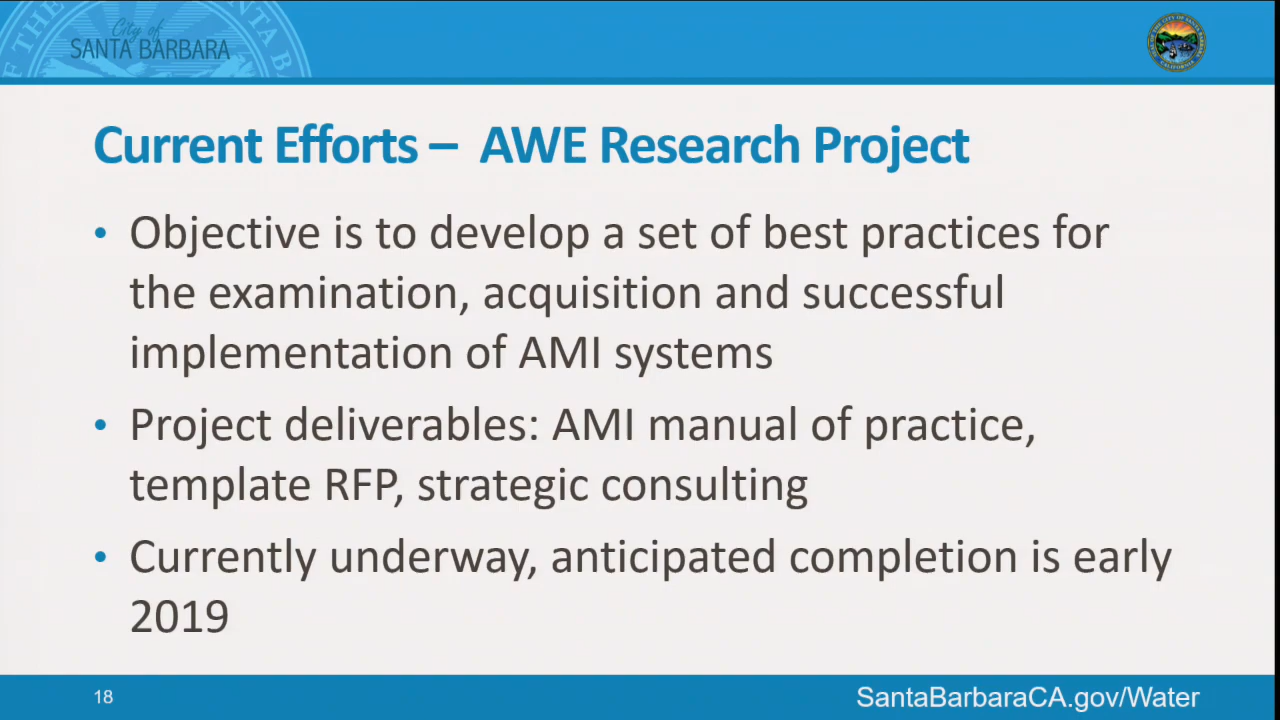 City of
SANTA BARBARA
Current Efforts – AWE Research Project
• Objective is to develop a set of best practices for
the examination, acquisition and successful
implementation of AMI systems
• Project deliverables: AMI manual of practice,
template RFP, strategic consulting
• Currently underway, anticipated completion is early
2019
18
SantaBarbaraCA.gov/Water